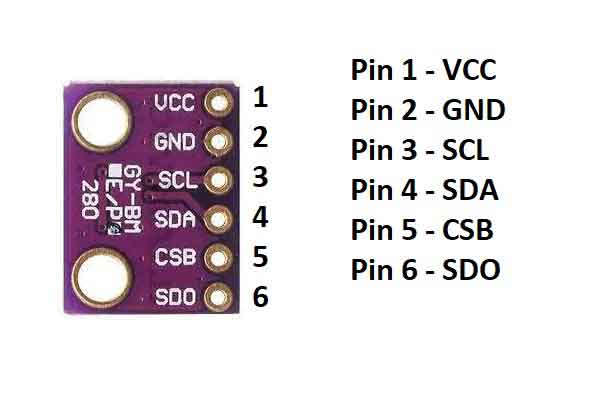 VCC 1
GND 2
SCL 3
SDA 4
CSB 5
SDO 6
GY-BM
E/P
280
Pin 1 - VCC
Pin 2 - GND
Pin 3 - SCL
Pin 4 - SDA
Pin 5 - CSB
Pin 6 - SDO